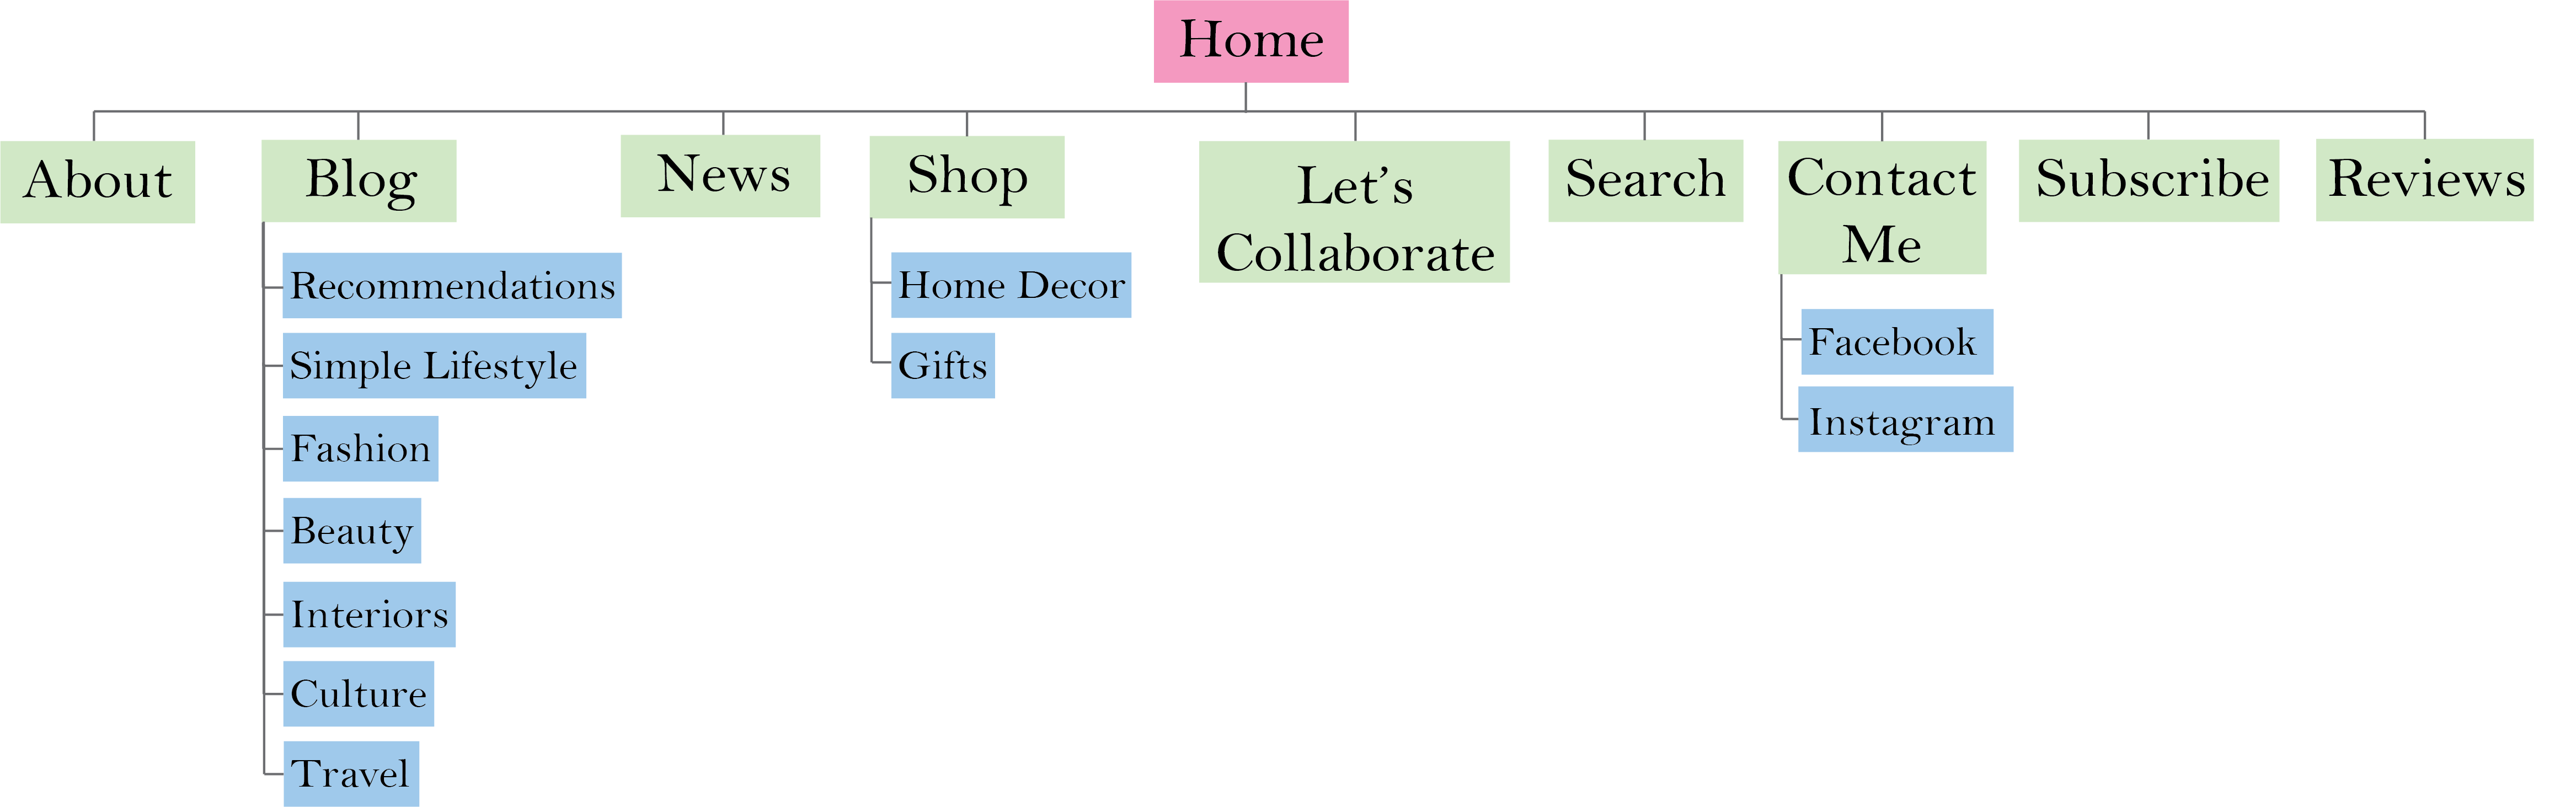 Home
About
Blog
News
Shop
Let’s
Collaborate
Search
Contact
Me
Subscribe
Reviews
Recommendations
Simple Lifestyle
Fashion
Beauty
Interiors
Culture
Travel
Home Decor
Gifts
Facebook
Instagram